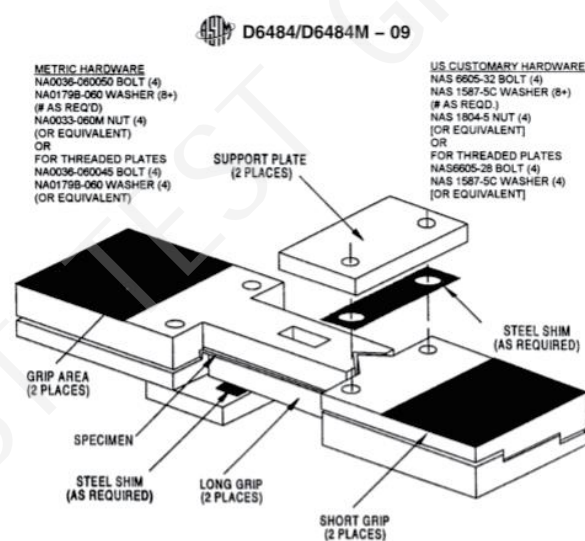 ASTM D6484/D6484M – 09
METRIC HARDWARE
NA0036-060050 BOLT (4)
NA0179B-060 WASHER (8+)
(# AS REQ'D)
NA0033-060M NUT (4)
(OR EQUIVALENT)
OR
FOR THREADED PLATES
NA0036-060045 BOLT (4)
NA0179B-060 WASHER (4)
(OR EQUIVALENT)
US CUSTOMARY HARDWARE
NAS 6605-32 BOLT (4)
NAS 1587-5C WASHER (8+)
(# AS REQD.)
NAS 1804-5 NUT (4)
[OR EQUIVALENT]
OR
FOR THREADED PLATES
NAS6605-28 BOLT (4)
NAS 1587-5C WASHER (4)
[OR EQUIVALENT]
SUPPORT PLATE
(2 PLACES)
STEEL SHIM
(AS REQUIRED)
GRIP AREA
(2 PLACES)
SPECIMEN
STEEL SHIM
(AS REQUIRED)
LONG GRIP
(2 PLACES)
SHORT GRIP
(2 PLACES)
TEST